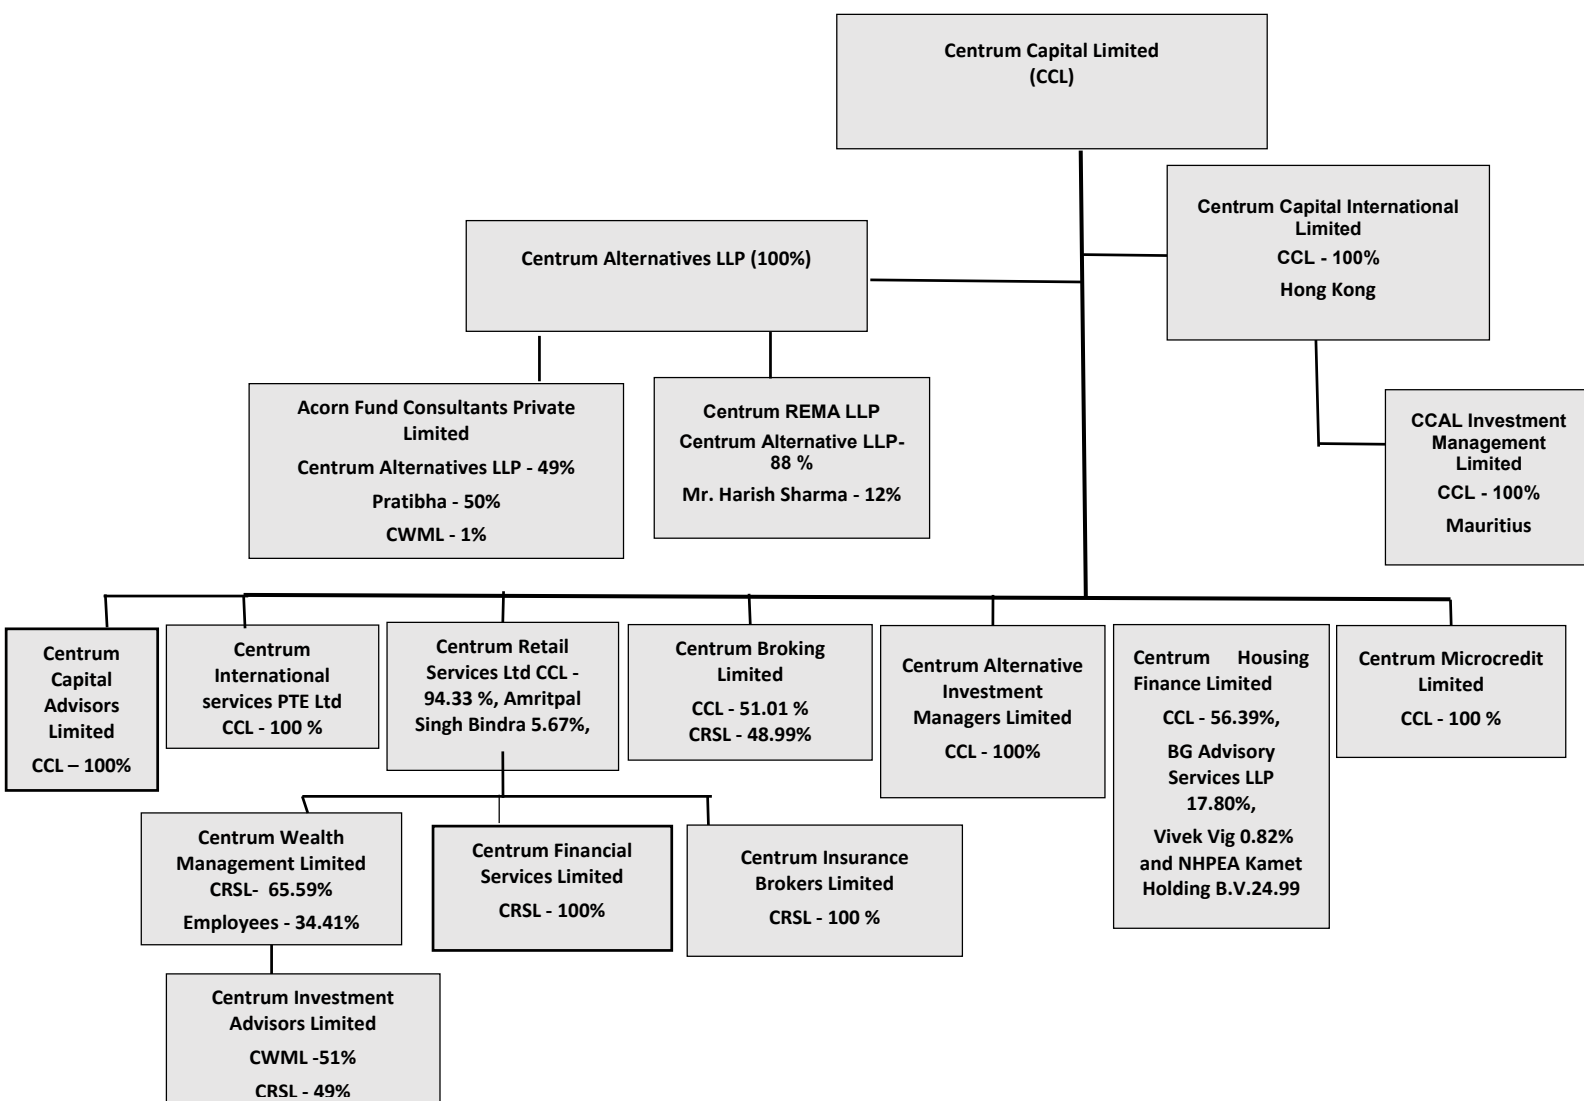 Centrum Capital Limited
(CCL)
Centrum Capital International
Limited
CCL - 100%
Hong Kong
Centrum Alternatives LLP (100%)
Acorn Fund Consultants Private
Limited
Centrum Alternatives LLP - 49%
Pratibha - 50%
CWML - 1%
Centrum REMA LLP
Centrum Alternative LLP-
88 %
Mr. Harish Sharma - 12%
CCAL Investment
Management
Limited
CCL - 100%
Mauritius
Centrum
Capital
Advisors
Limited
CCL – 100%
Centrum
International
services PTE Ltd
CCL - 100 %
Centrum Retail
Services Ltd CCL -
94.33 %, Amritpal
Singh Bindra 5.67%,
Centrum Broking
Limited
CCL - 51.01 %
CRSL - 48.99%
Centrum Alternative
Investment
Managers Limited
CCL - 100%
Centrum Housing
Finance Limited
CCL - 56.39%,
BG Advisory
Services LLP
17.80%,
Vivek Vig 0.82%
and NHPEA Kamet
Holding B.V.24.99
Centrum Microcredit
Limited
CCL - 100 %
Centrum Wealth
Management Limited
CRSL- 65.59%
Employees - 34.41%
Centrum Financial
Services Limited
CRSL - 100%
Centrum Insurance
Brokers Limited
CRSL - 100 %
Centrum Investment
Advisors Limited
CWML -51%
CRSL - 49%